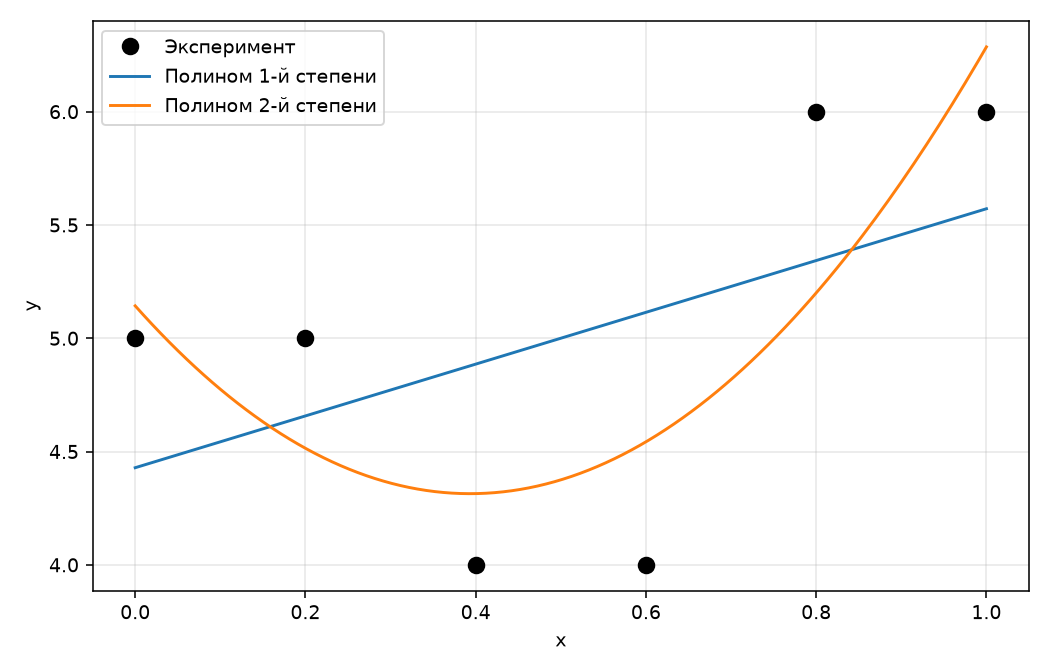 Эксперимент
Полином 1-й степени
Полином 2-й степени
6.0
5.5
5.0
4.5
4.0
y
0.0 0.2 0.4 0.6 0.8 1.0
x